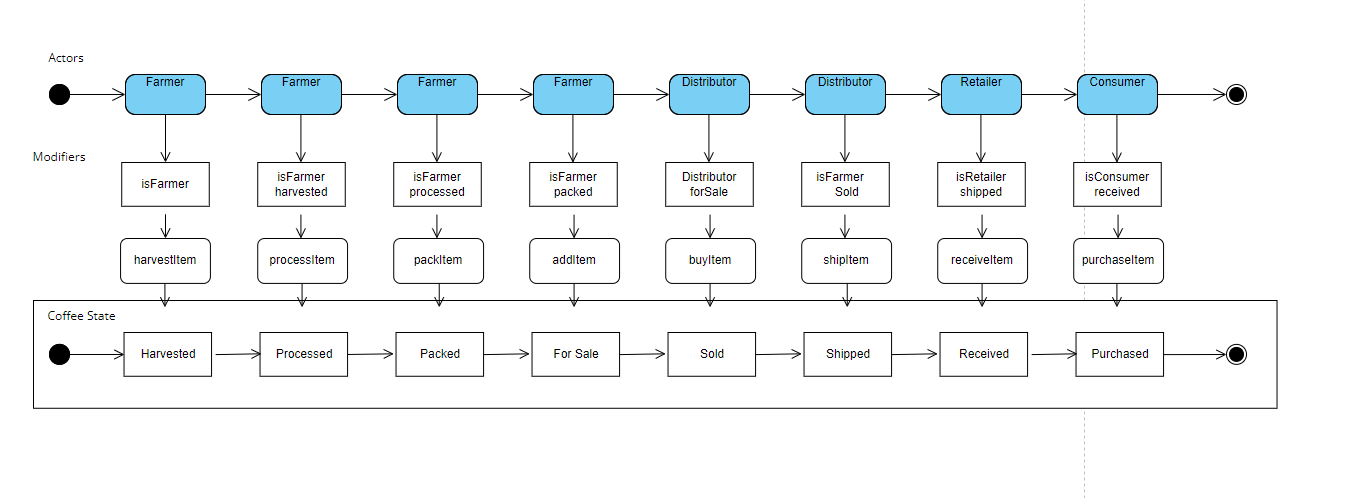 Actors
Farmer
Farmer
Farmer
Farmer
Distributor
Distributor
Retailer
Consumer
Modifiers
isFarmer
isFarmer
harvested
isFarmer
processed
isFarmer
packed
Distributor
forSale
isFarmer
Sold
isRetailer
shipped
isConsumer
received
harvestItem
processItem
packItem
addItem
buyItem
shipItem
receiveItem
purchaseItem
Coffee State
Harvested
Processed
Packed
For Sale
Sold
Shipped
Received
Purchased